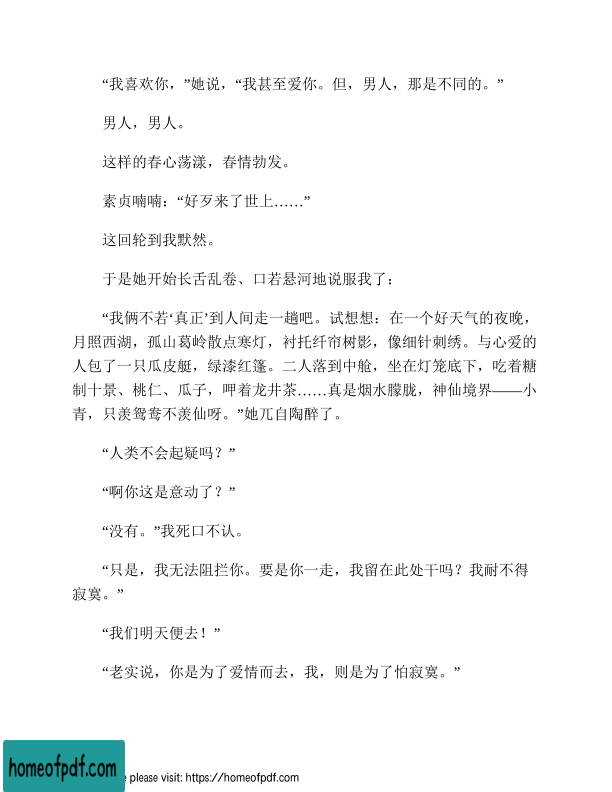 “我喜欢你，”她说，“我甚至爱你。但，男人，那是不同的。”
男人，男人。
这样的春心荡漾，春情勃发。
素贞喃喃：“好歹来了世上……”
这回轮到我默然。
于是她开始长舌乱卷、口若悬河地说服我了：
“我俩不若‘真正’到人间走一趟吧。试想想：在一个好天气的夜晚，
月照西湖，孤山葛岭散点寒灯，衬托纤帘树影，像细针刺绣。与心爱的
人包了一只瓜皮艇，绿漆红篷。二人落到中舱，坐在灯笼底下，吃着糖
制十景、桃仁、瓜子，呷着龙井茶……真是烟水朦胧，神仙境界——小
青，只羡鸳鸯不羡仙呀。”她兀自陶醉了。
“人类不会起疑吗？”
“啊你这是意动了？”
“没有。”我死口不认。
“只是，我无法阻拦你。要是你一走，我留在此处干吗？我耐不得
寂寞。”
“我们明天便去！”
“老实说，你是为了爱情而去，我，则是为了怕寂寞。”
homeofpdf.com
e please visit: https://homeofpdf.com